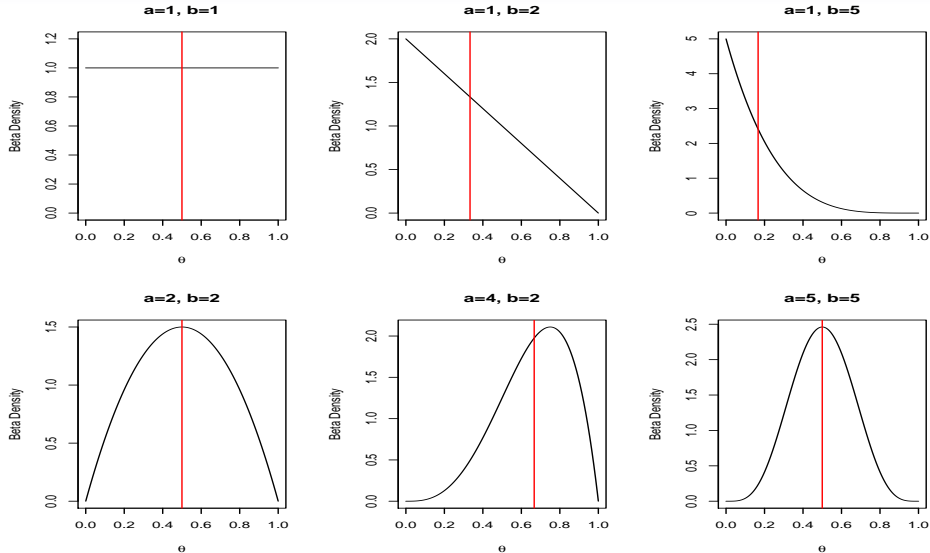 a=1, b=1
Beta Density
0.0 0.2 0.4 0.6 0.8 1.0 1.2
0.0 0.2 0.4 0.6 0.8 1.0
θ
a=1, b=2
Beta Density
0.0 0.5 1.0 1.5 2.0
0.0 0.2 0.4 0.6 0.8 1.0
θ
a=1, b=5
Beta Density
0 1 2 3 4 5
0.0 0.2 0.4 0.6 0.8 1.0
θ
a=2, b=2
Beta Density
0.0 0.5 1.0 1.5
0.0 0.2 0.4 0.6 0.8 1.0
θ
a=4, b=2
Beta Density
0.0 0.5 1.0 1.5 2.0
0.0 0.2 0.4 0.6 0.8 1.0
θ
a=5, b=5
Beta Density
0.0 0.5 1.0 1.5 2.0 2.5
0.0 0.2 0.4 0.6 0.8 1.0
θ